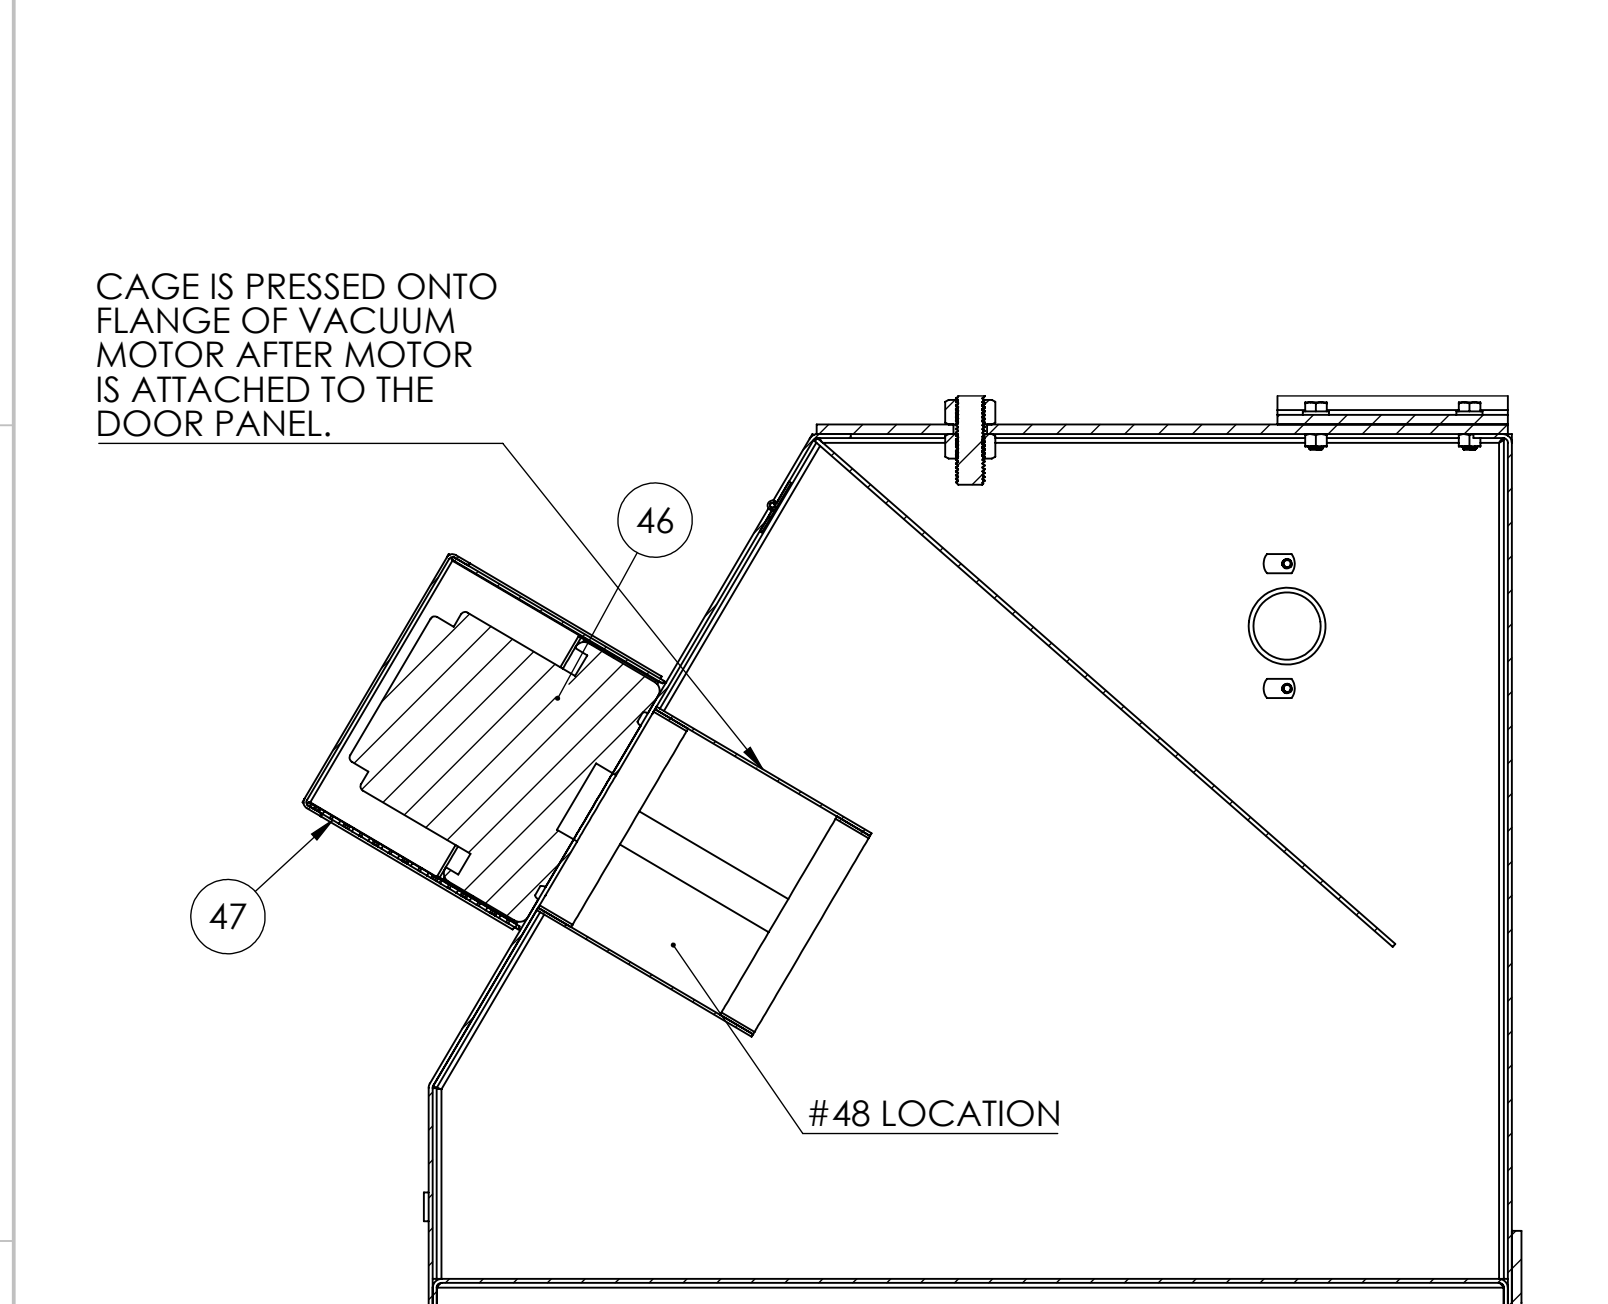 CAGE IS PRESSED ONTO
FLANGE OF VACUUM
MOTOR AFTER MOTOR
IS ATTACHED TO THE
DOOR PANEL.
46
47
#48 LOCATION